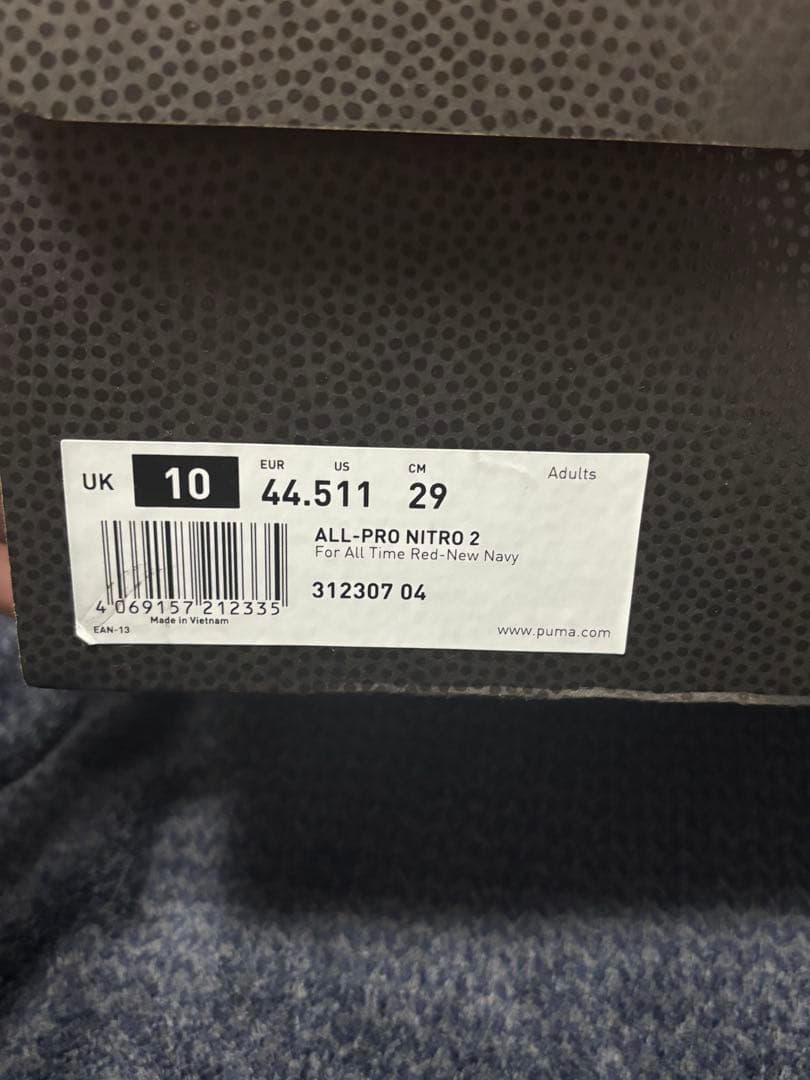 UK 10 EUR 44.5 US 11 CM 29 Adults
ALL-PRO NITRO 2
For All Time Red-New Navy
312307 04
4 069157 212335
Made in Vietnam
EAN-13
www.puma.com